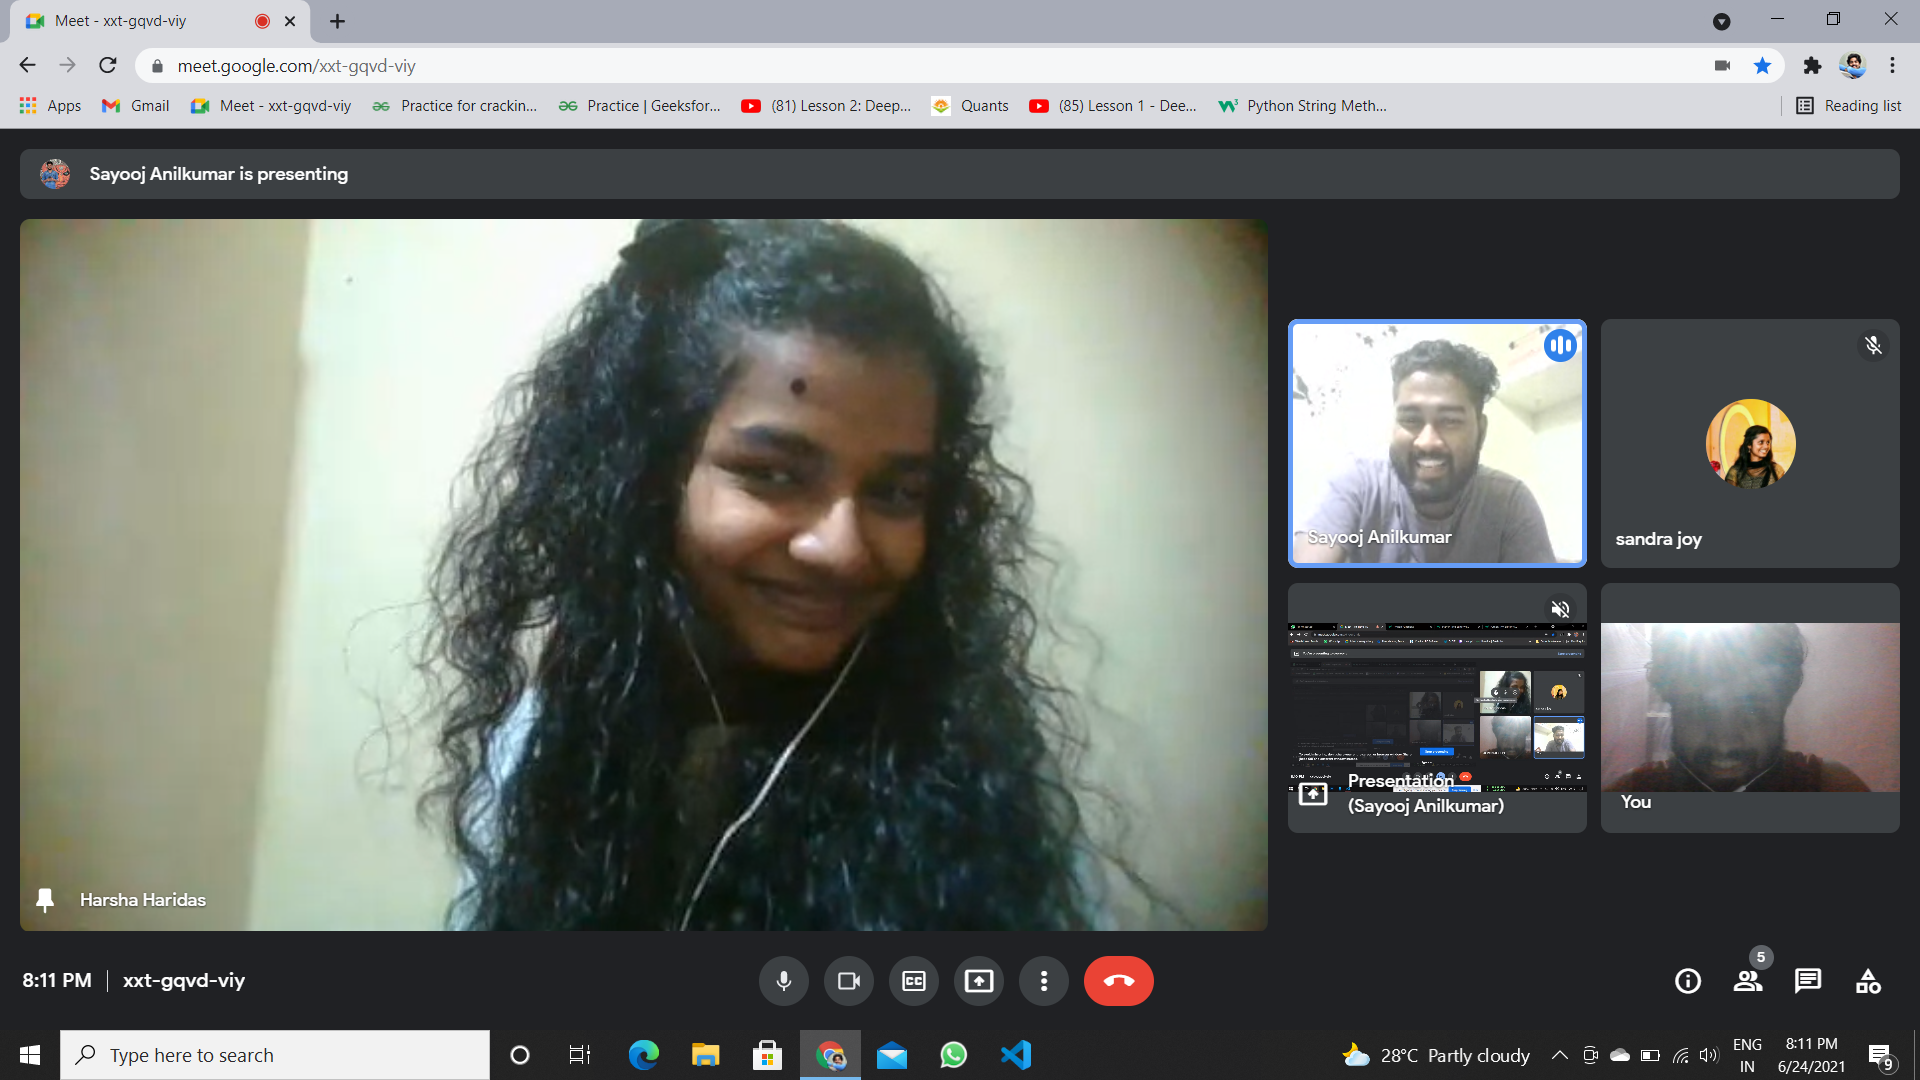 Meet - xxt-gqvd-viy
meet.google.com/xxt-gqvd-viy
Apps Gmail Meet - xxt-gqvd-viy Practice for crackin... Practice | Geeksfor... (81) Lesson 2: Deep... Quants (85) Lesson 1 - Dee... Python String Meth... Reading list
Sayooj Anilkumar is presenting
Sayooj Anilkumar
sandra joy
Presentation
(Sayooj Anilkumar)
You
Harsha Haridas
8:11 PM | xxt-gqvd-viy
CC
5
Type here to search
28°C Partly cloudy
ENG
IN
8:11 PM
6/24/2021
9